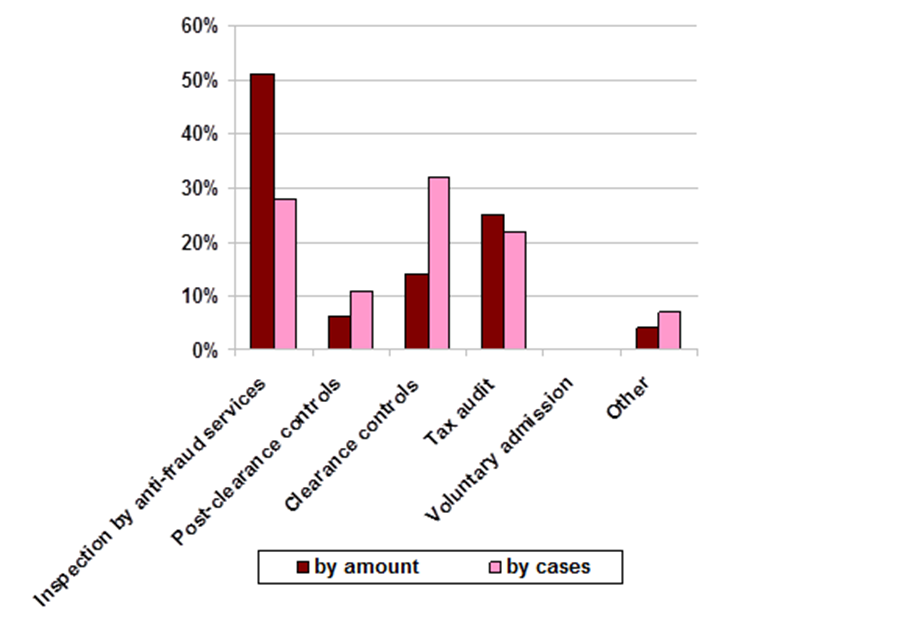 60%
50%
40%
30%
20%
10%
0%
Inspection by anti-fraud services
Post-clearance controls
Clearance controls
Tax audit
Voluntary admission
Other
by amount
by cases